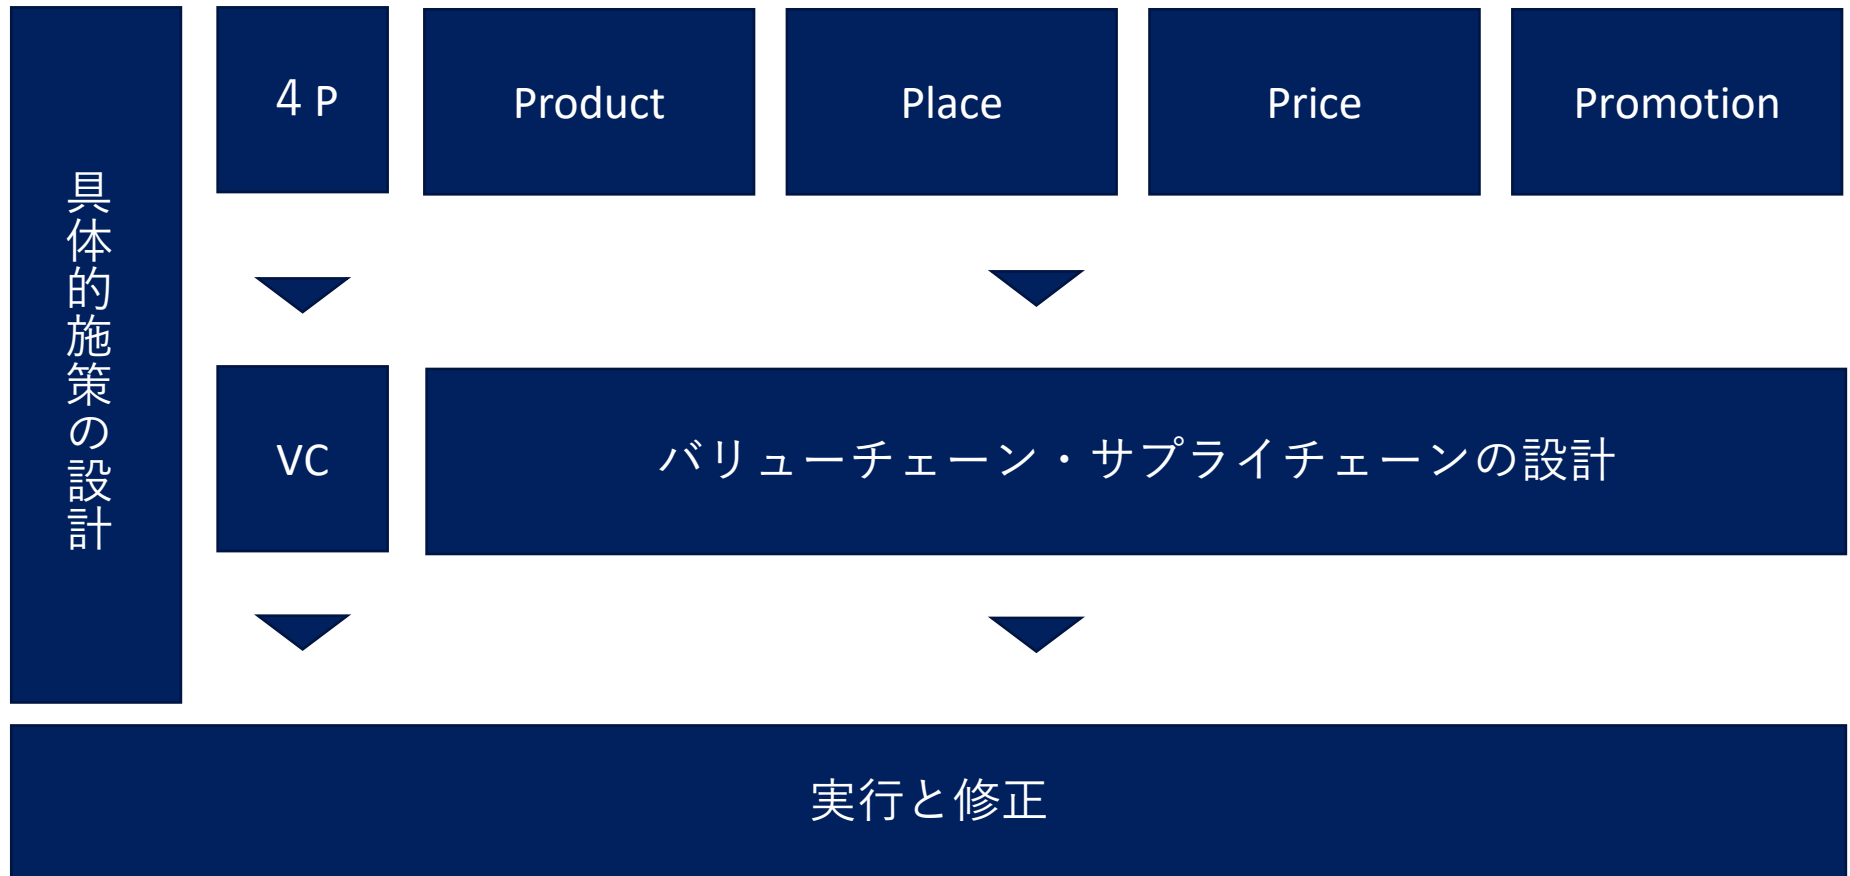 具体的施策の設計
４P
Product
Place
Price
Promotion
VC
バリューチェーン・サプライチェーンの設計
実行と修正